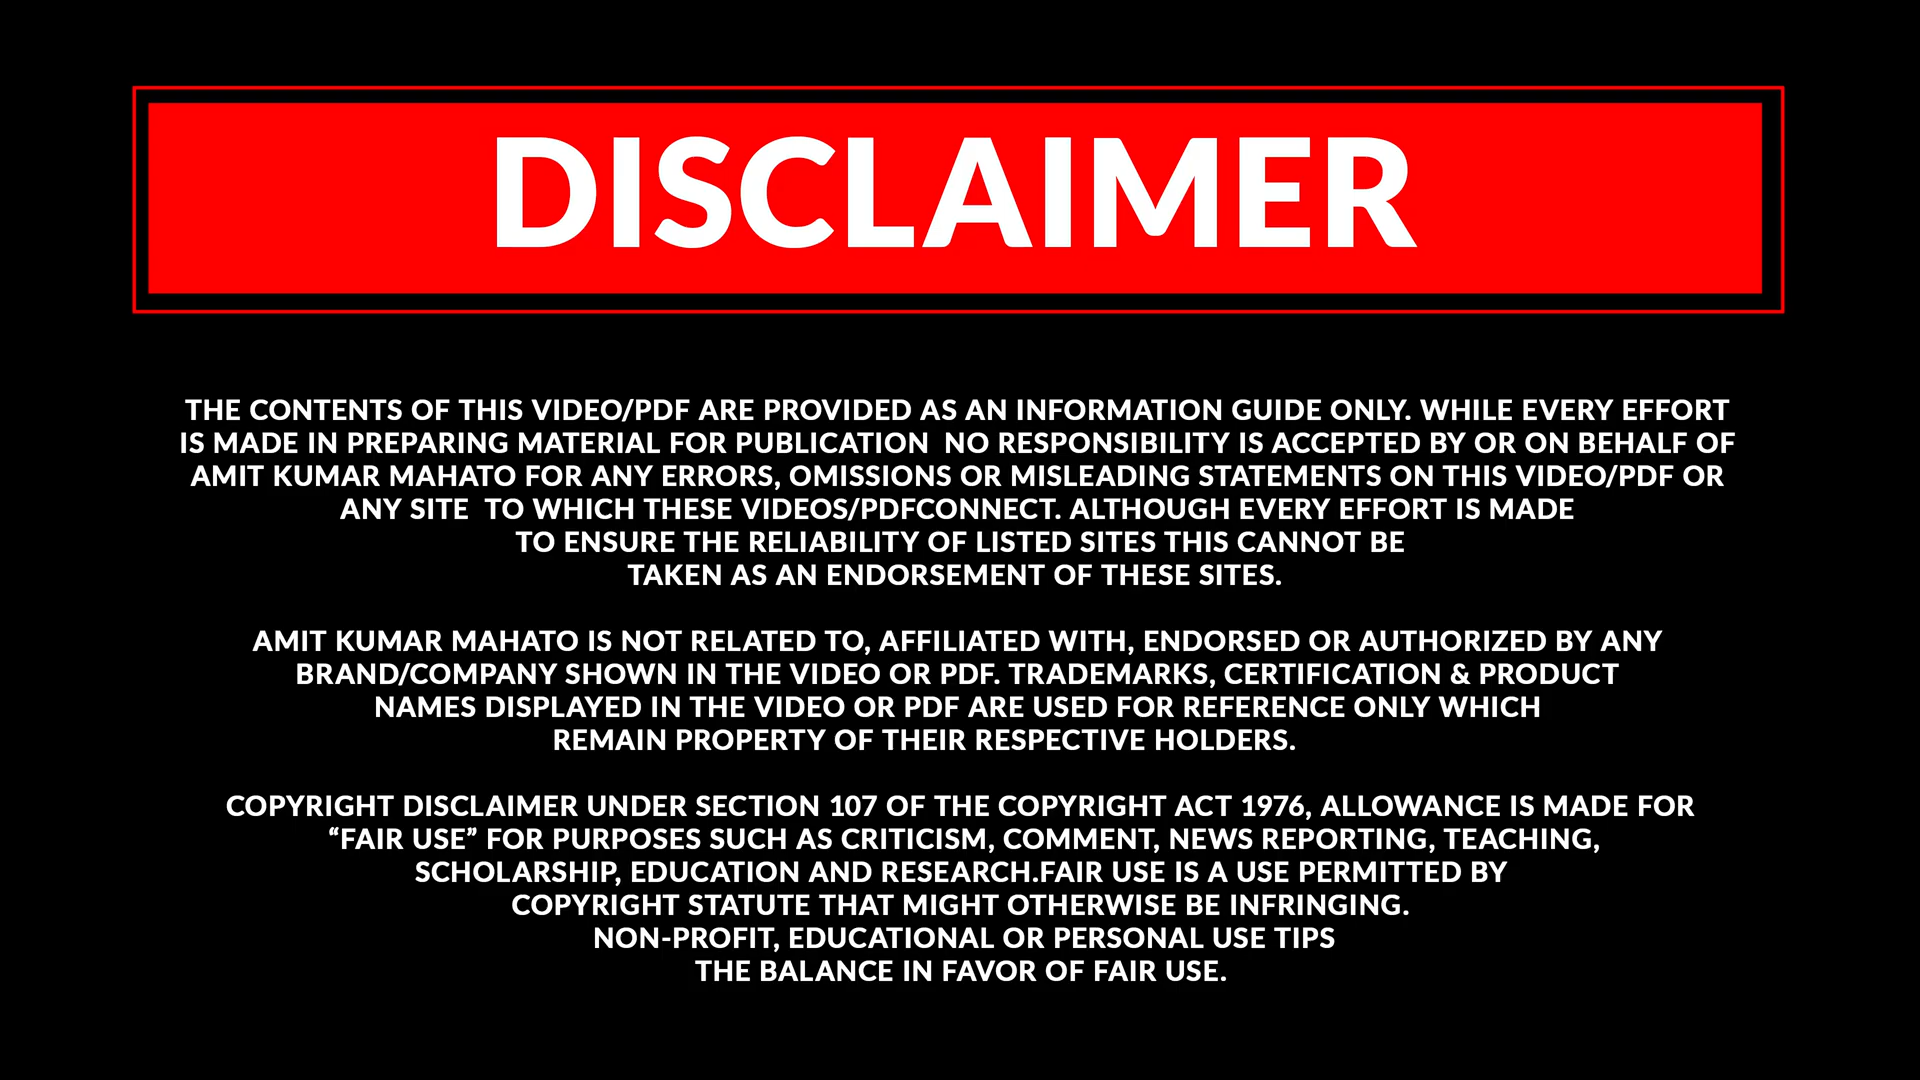 DISCLAIMER
THE CONTENTS OF THIS VIDEO/PDF ARE PROVIDED AS AN INFORMATION GUIDE ONLY. WHILE EVERY EFFORT
IS MADE IN PREPARING MATERIAL FOR PUBLICATION  NO RESPONSIBILITY IS ACCEPTED BY OR ON BEHALF OF
AMIT KUMAR MAHATO FOR ANY ERRORS, OMISSIONS OR MISLEADING STATEMENTS ON THIS VIDEO/PDF OR
ANY SITE  TO WHICH THESE VIDEOS/PDFCONNECT. ALTHOUGH EVERY EFFORT IS MADE
TO ENSURE THE RELIABILITY OF LISTED SITES THIS CANNOT BE
TAKEN AS AN ENDORSEMENT OF THESE SITES.
AMIT KUMAR MAHATO IS NOT RELATED TO, AFFILIATED WITH, ENDORSED OR AUTHORIZED BY ANY
BRAND/COMPANY SHOWN IN THE VIDEO OR PDF. TRADEMARKS, CERTIFICATION & PRODUCT
NAMES DISPLAYED IN THE VIDEO OR PDF ARE USED FOR REFERENCE ONLY WHICH
REMAIN PROPERTY OF THEIR RESPECTIVE HOLDERS.
COPYRIGHT DISCLAIMER UNDER SECTION 107 OF THE COPYRIGHT ACT 1976, ALLOWANCE IS MADE FOR
“FAIR USE” FOR PURPOSES SUCH AS CRITICISM, COMMENT, NEWS REPORTING, TEACHING,
SCHOLARSHIP, EDUCATION AND RESEARCH.FAIR USE IS A USE PERMITTED BY
COPYRIGHT STATUTE THAT MIGHT OTHERWISE BE INFRINGING.
NON-PROFIT, EDUCATIONAL OR PERSONAL USE TIPS
THE BALANCE IN FAVOR OF FAIR USE.